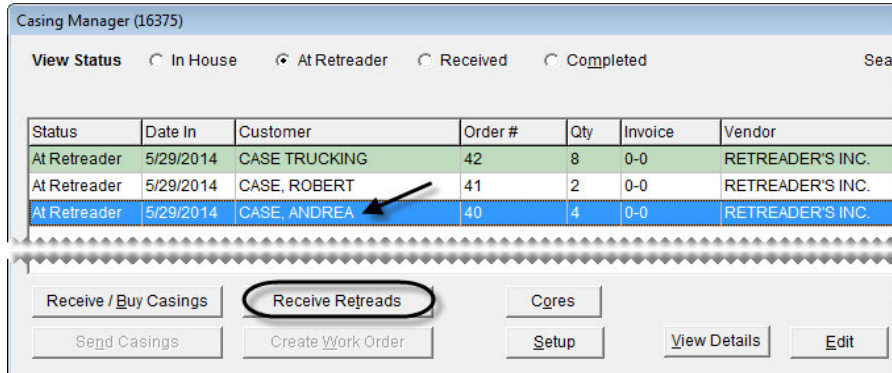 Casing Manager (16375)
View Status In House At Retreader Received Completed Sea
Status Date In Customer Order # Qty Invoice Vendor
At Retreader 5/29/2014 CASE TRUCKING 42 8 0-0 RETREADER'S INC.
At Retreader 5/29/2014 CASE, ROBERT 41 2 0-0 RETREADER'S INC.
At Retreader 5/29/2014 CASE, ANDREA 40 4 0-0 RETREADER'S INC.
Receive / Buy Casings Receive Retreads Cores
Send Casings Create Work Order Setup View Details Edit